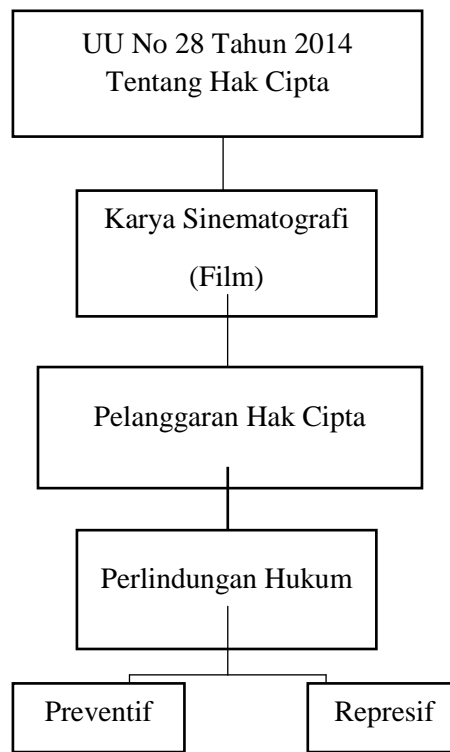 UU No 28 Tahun 2014
Tentang Hak Cipta
Karya Sinematografi
(Film)
Pelanggaran Hak Cipta
Perlindungan Hukum
Preventif
Represif